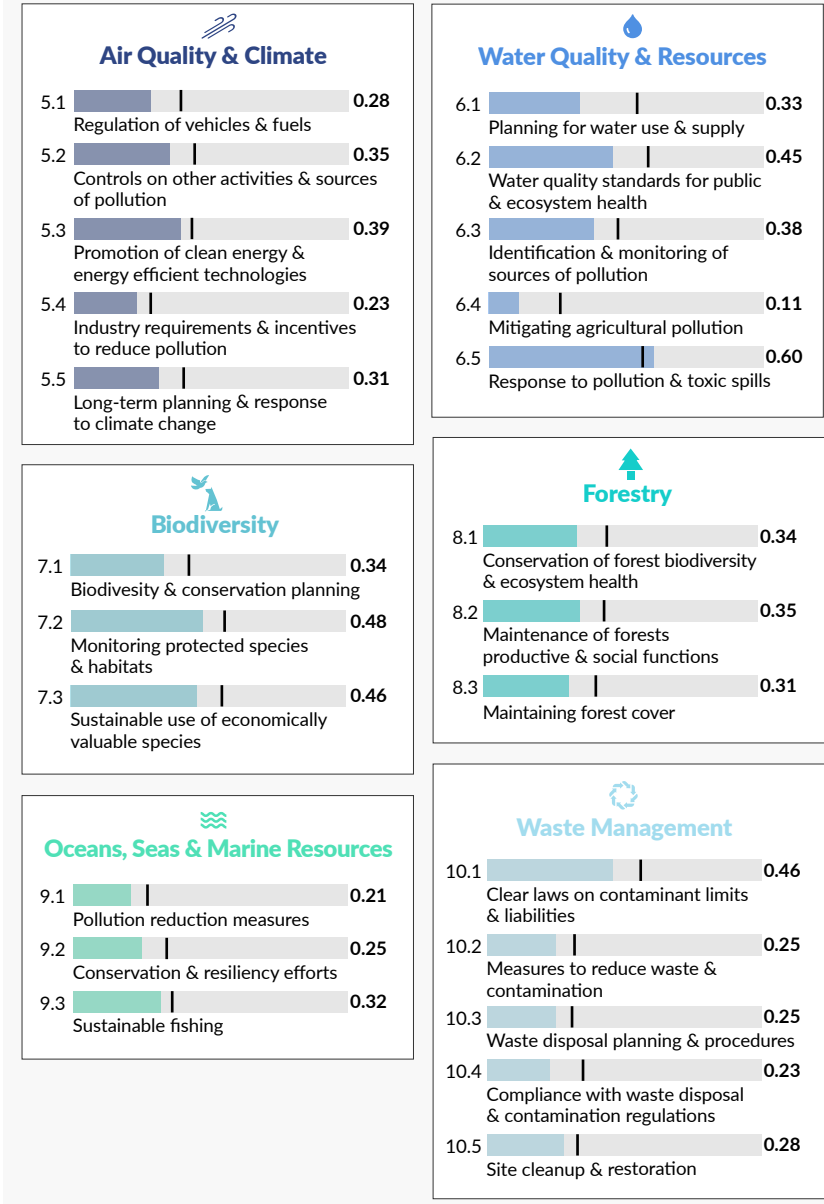 Air Quality & Climate
5.1 0.28
Regulation of vehicles & fuels
5.2 0.35
Controls on other activities & sources
of pollution
5.3 0.39
Promotion of clean energy &
energy efficient technologies
5.4 0.23
Industry requirements & incentives
to reduce pollution
5.5 0.31
Long-term planning & response
to climate change
Water Quality & Resources
6.1 0.33
Planning for water use & supply
6.2 0.45
Water quality standards for public
& ecosystem health
6.3 0.38
Identification & monitoring of
sources of pollution
6.4 0.11
Mitigating agricultural pollution
6.5 0.60
Response to pollution & toxic spills
Biodiversity
7.1 0.34
Biodivesity & conservation planning
7.2 0.48
Monitoring protected species
& habitats
7.3 0.46
Sustainable use of economically
valuable species
Forestry
8.1 0.34
Conservation of forest biodiversity
& ecosystem health
8.2 0.35
Maintenance of forests
productive & social functions
8.3 0.31
Maintaining forest cover
Oceans, Seas & Marine Resources
9.1 0.21
Pollution reduction measures
9.2 0.25
Conservation & resiliency efforts
9.3 0.32
Sustainable fishing
Waste Management
10.1 0.46
Clear laws on contaminant limits
& liabilities
10.2 0.25
Measures to reduce waste &
contamination
10.3 0.25
Waste disposal planning & procedures
10.4 0.23
Compliance with waste disposal
& contamination regulations
10.5 0.28
Site cleanup & restoration